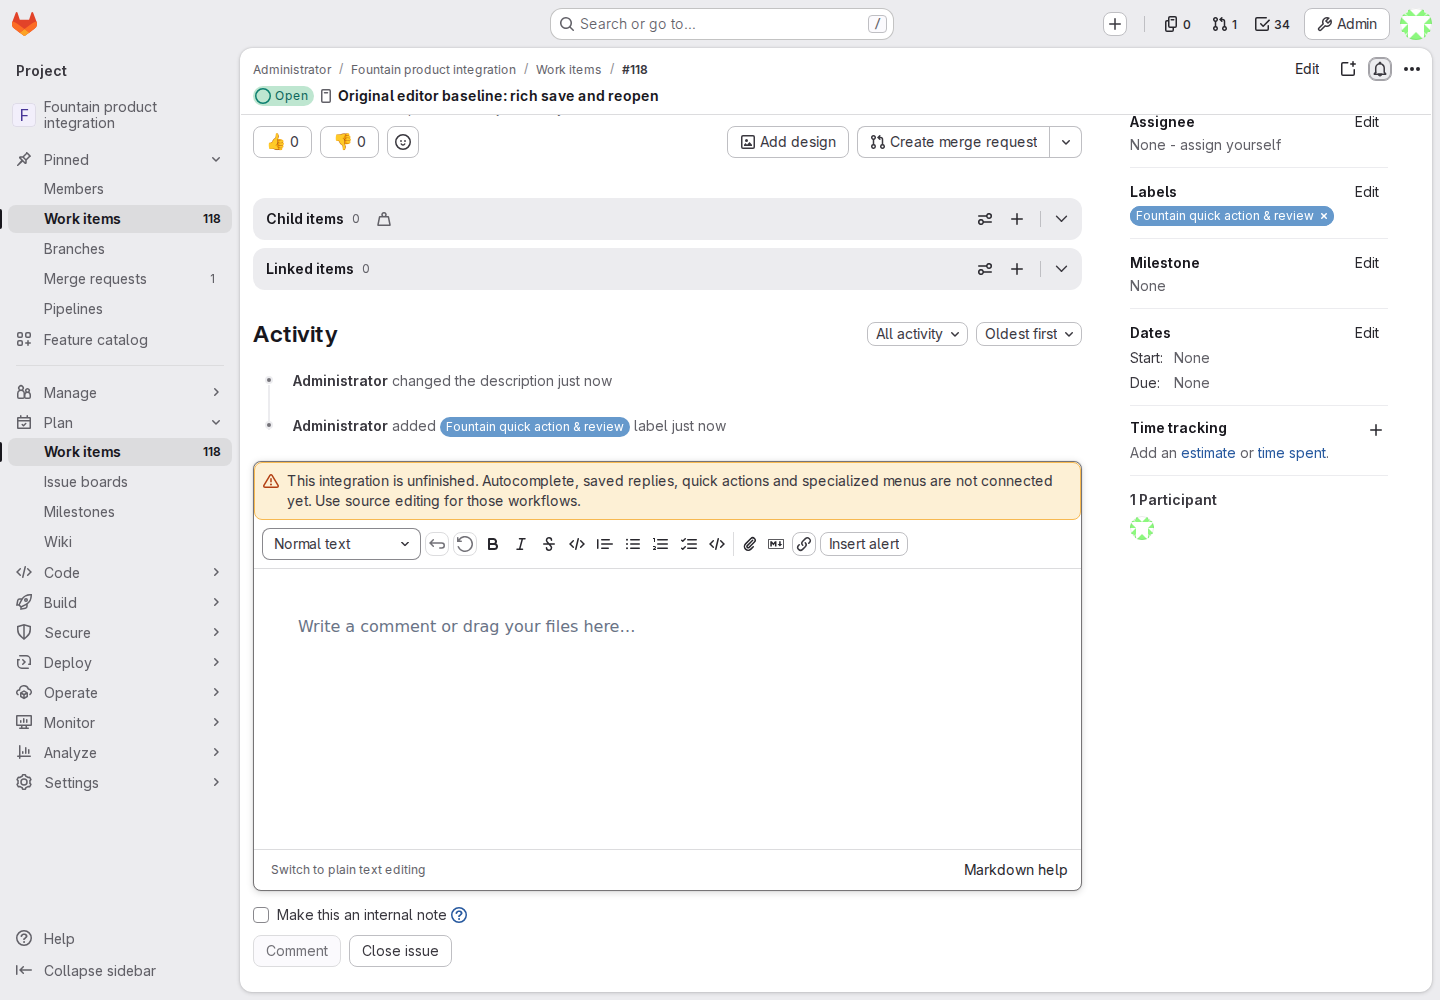 Search or go to...
/
0
1
34
Admin
Project
F
Fountain product
integration
Pinned
Members
Work items 118
Branches
Merge requests 1
Pipelines
Feature catalog
Manage
Plan
Work items 118
Issue boards
Milestones
Wiki
Code
Build
Secure
Deploy
Operate
Monitor
Analyze
Settings
Help
Collapse sidebar
Administrator / Fountain product integration / Work items / #118
Edit
Open Original editor baseline: rich save and reopen
0
0
Add design
Create merge request
Child items 0
Linked items 0
Activity
All activity
Oldest first
Administrator changed the description just now
Administrator added Fountain quick action & review label just now
This integration is unfinished. Autocomplete, saved replies, quick actions and specialized menus are not connected
yet. Use source editing for those workflows.
Normal text
Insert alert
Write a comment or drag your files here...
Switch to plain text editing
Markdown help
Make this an internal note
Comment
Close issue
Assignee Edit
None - assign yourself
Labels Edit
Fountain quick action & review ×
Milestone Edit
None
Dates Edit
Start: None
Due: None
Time tracking
Add an estimate or time spent.
1 Participant